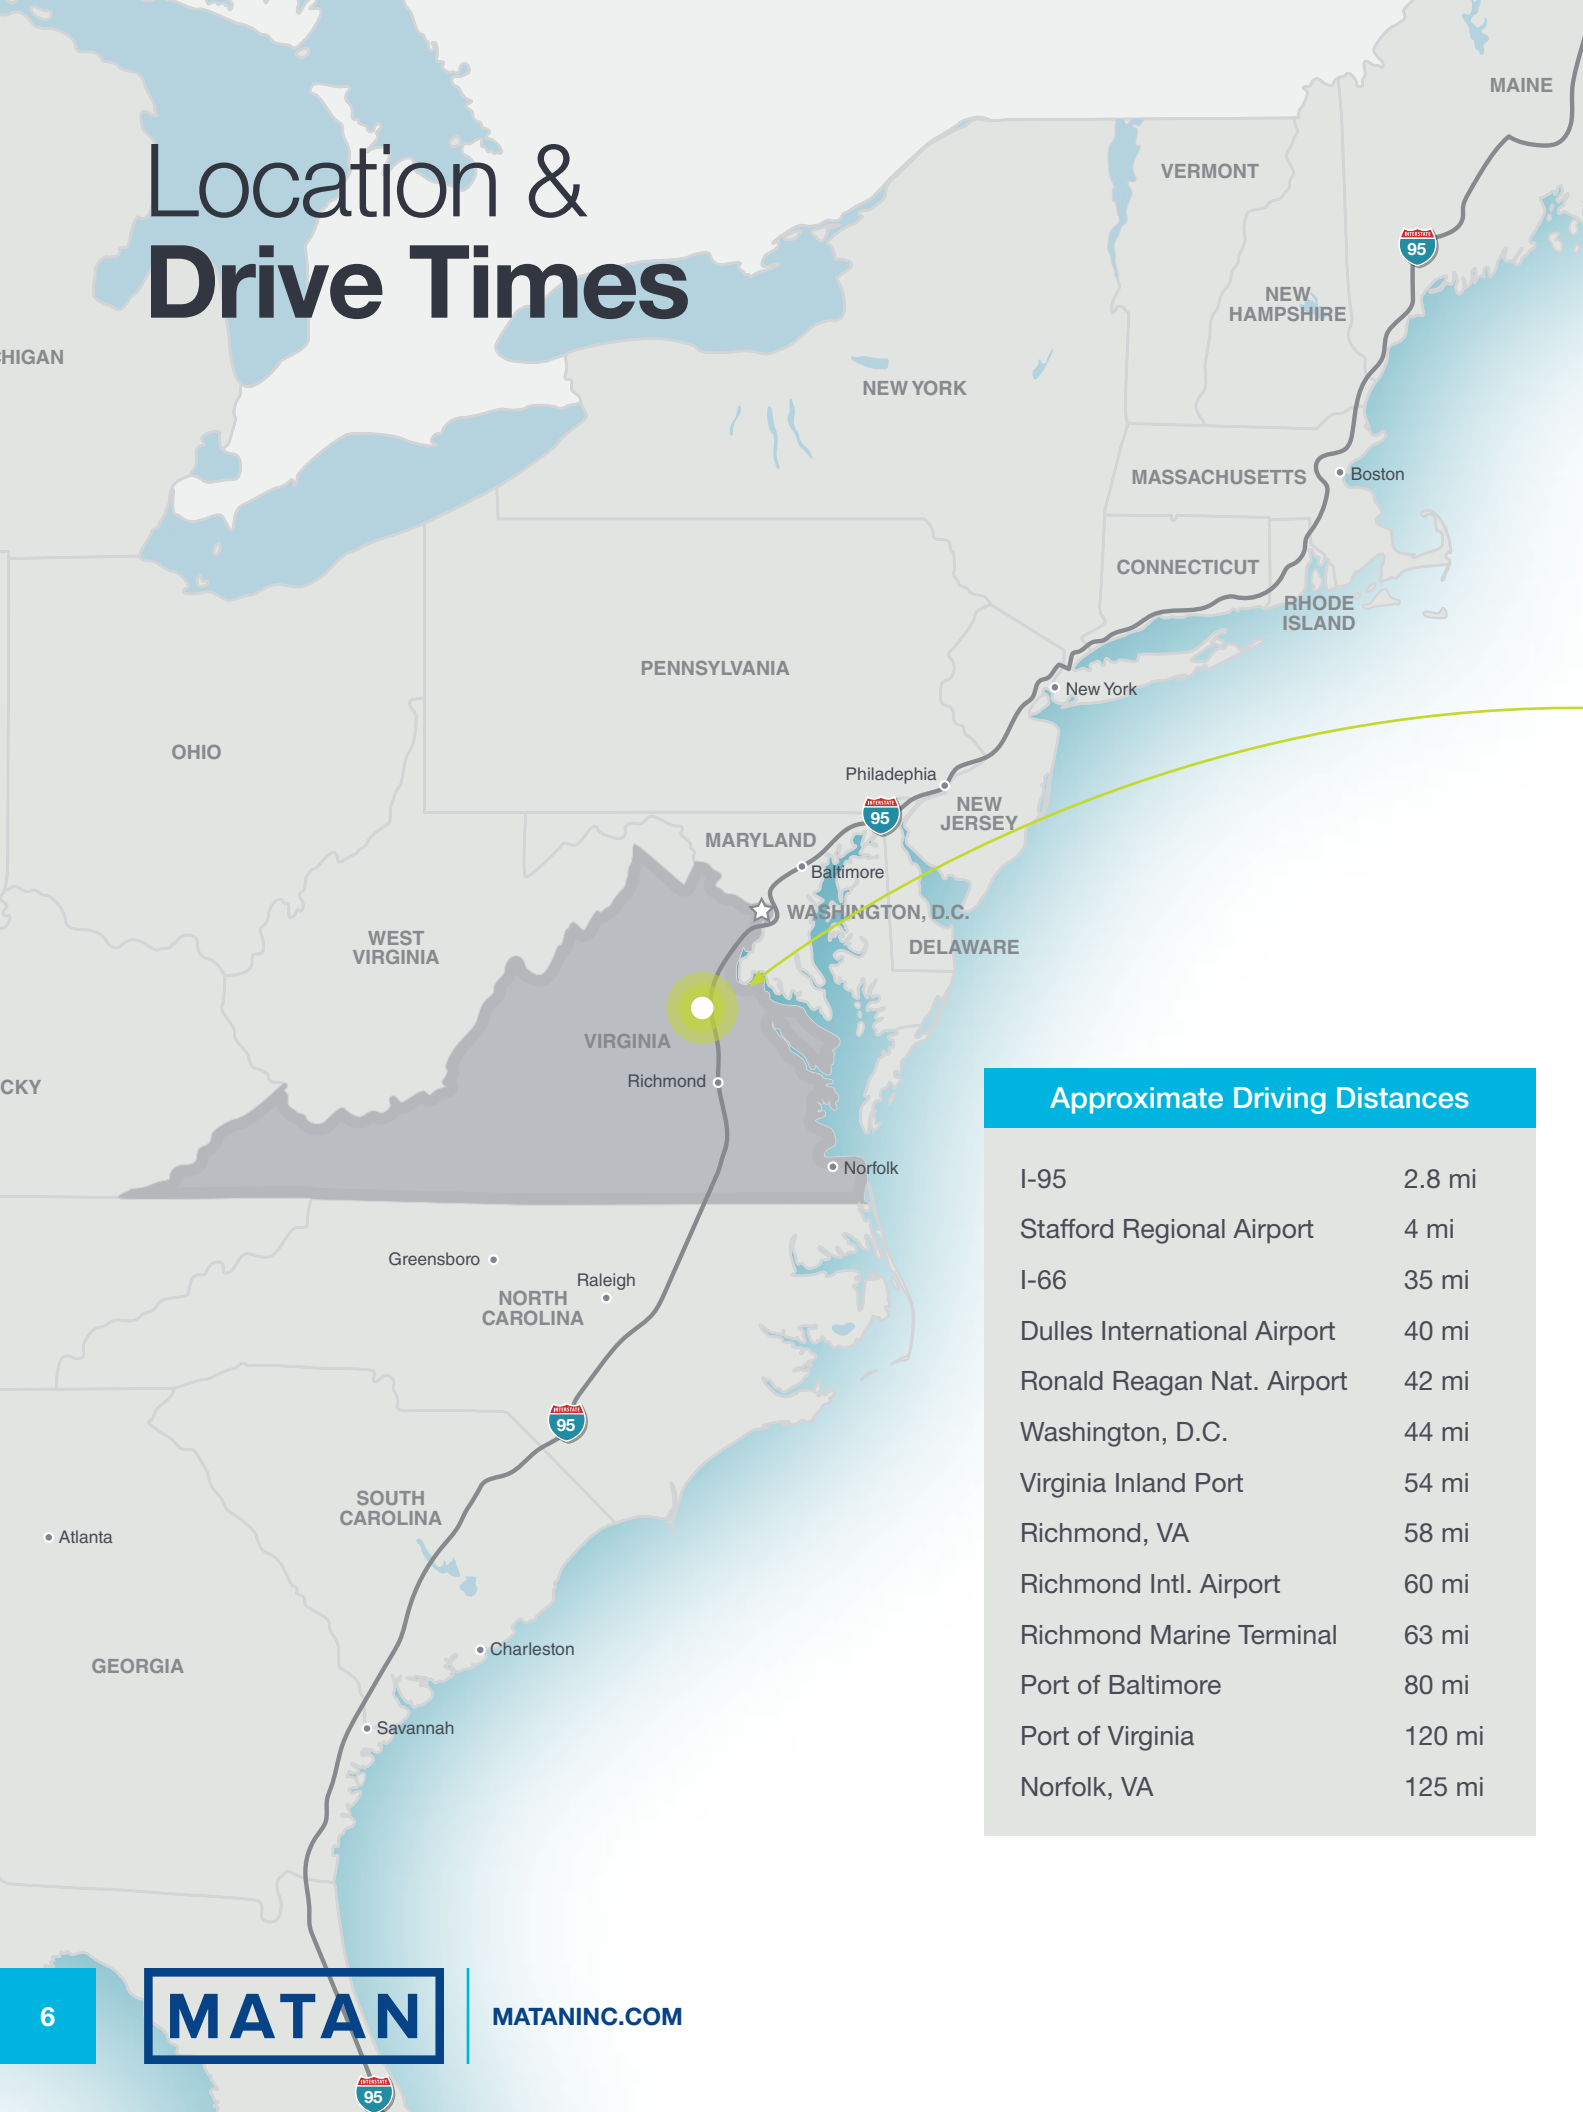 Location &
Drive Times
MAINE
VERMONT
INTERSTATE
95
NEW
HAMPSHIRE
HIGAN
NEW YORK
MASSACHUSETTS
Boston
CONNECTICUT
RHODE
ISLAND
PENNSYLVANIA
New York
OHIO
Philadephia
INTERSTATE
95
NEW
JERSEY
MARYLAND
Baltimore
WASHINGTON, D.C.
WEST
VIRGINIA
DELAWARE
VIRGINIA
Richmond
CKY
Norfolk
Greensboro
Raleigh
NORTH
CAROLINA
INTERSTATE
95
SOUTH
CAROLINA
Atlanta
Charleston
GEORGIA
Savannah
Approximate Driving Distances
I-95 2.8 mi
Stafford Regional Airport 4 mi
I-66 35 mi
Dulles International Airport 40 mi
Ronald Reagan Nat. Airport 42 mi
Washington, D.C. 44 mi
Virginia Inland Port 54 mi
Richmond, VA 58 mi
Richmond Intl. Airport 60 mi
Richmond Marine Terminal 63 mi
Port of Baltimore 80 mi
Port of Virginia 120 mi
Norfolk, VA 125 mi
6
MATAN
MATANINC.COM
INTERSTATE
95